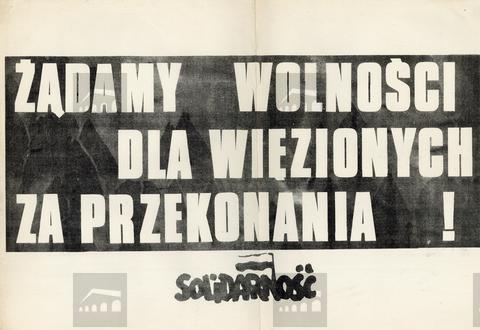 ŻĄDAMY WOLNOŚCI
DLA WIĘZIONYCH
ZA PRZEKONANIA !
SOLiDARNOŚĆ